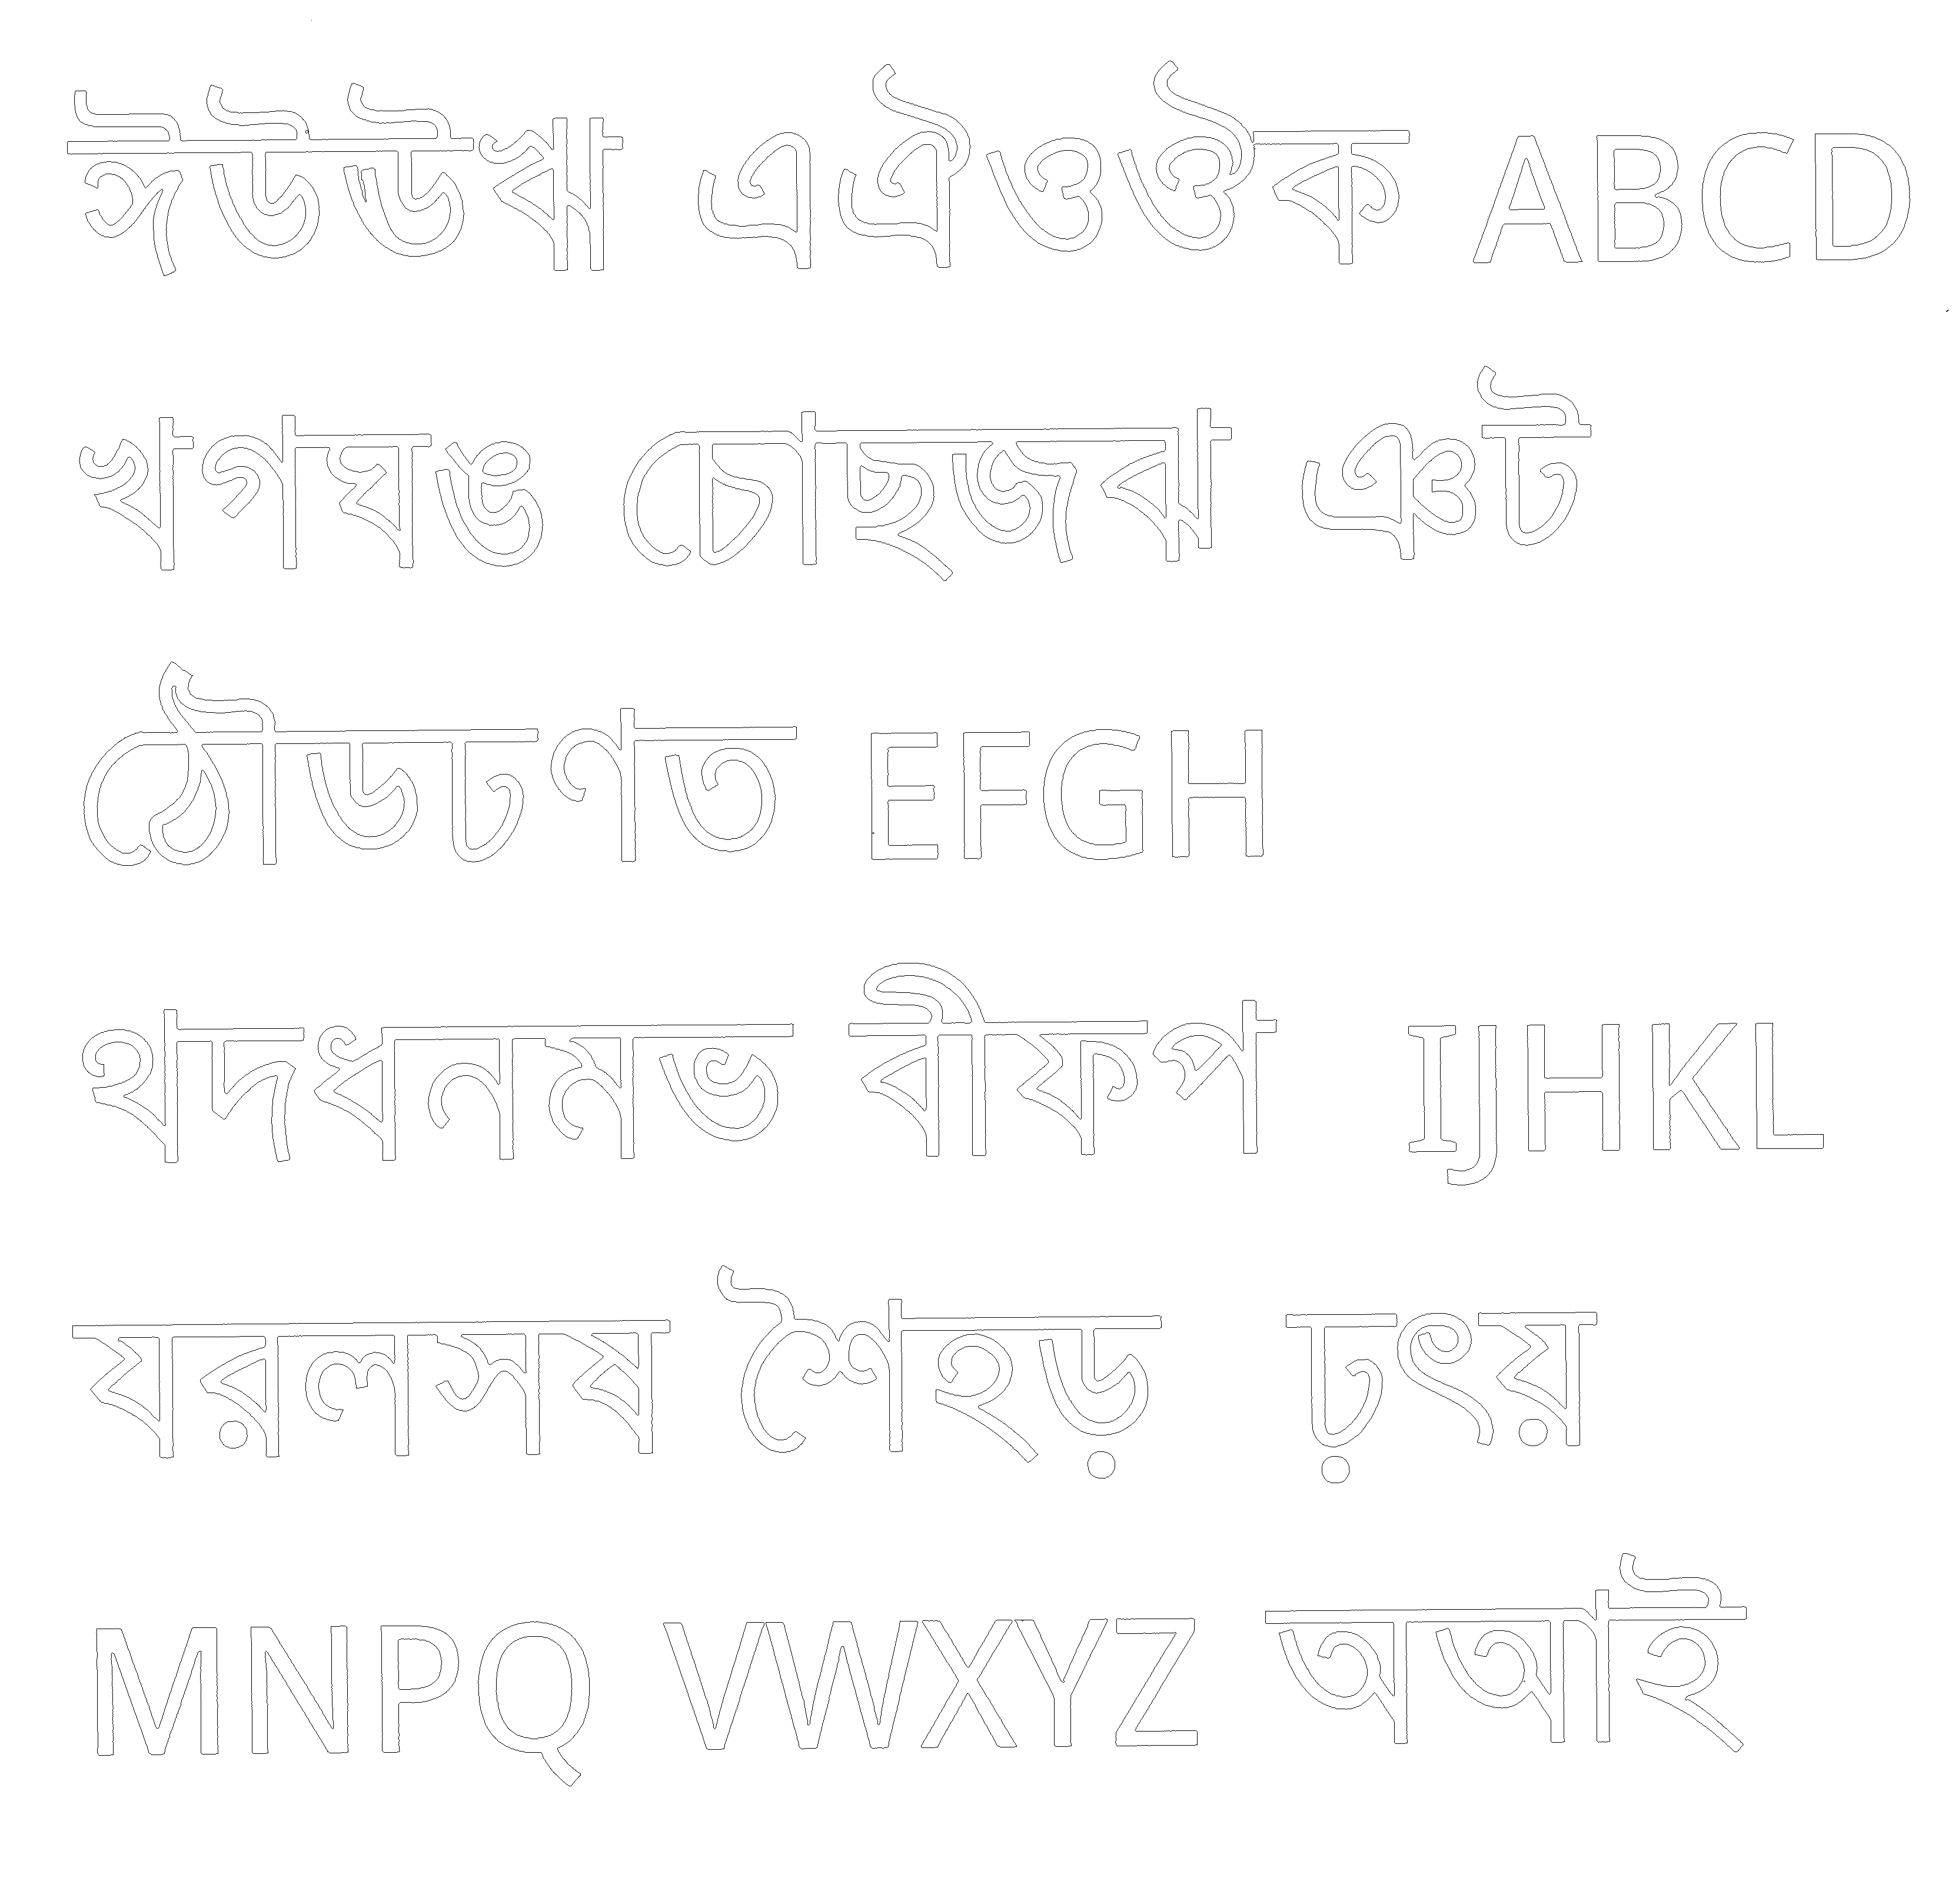 ঈউঊঋ এঐওঔক ABCD
খগঘঙ চোছজঝ ঞট
ঠৌডঢণত EFGH
থদধনমভ বীফপ IJHKL
যরলসষ শৈহড় ঢ়ৎয়
MNPQ VWXYZ অআই